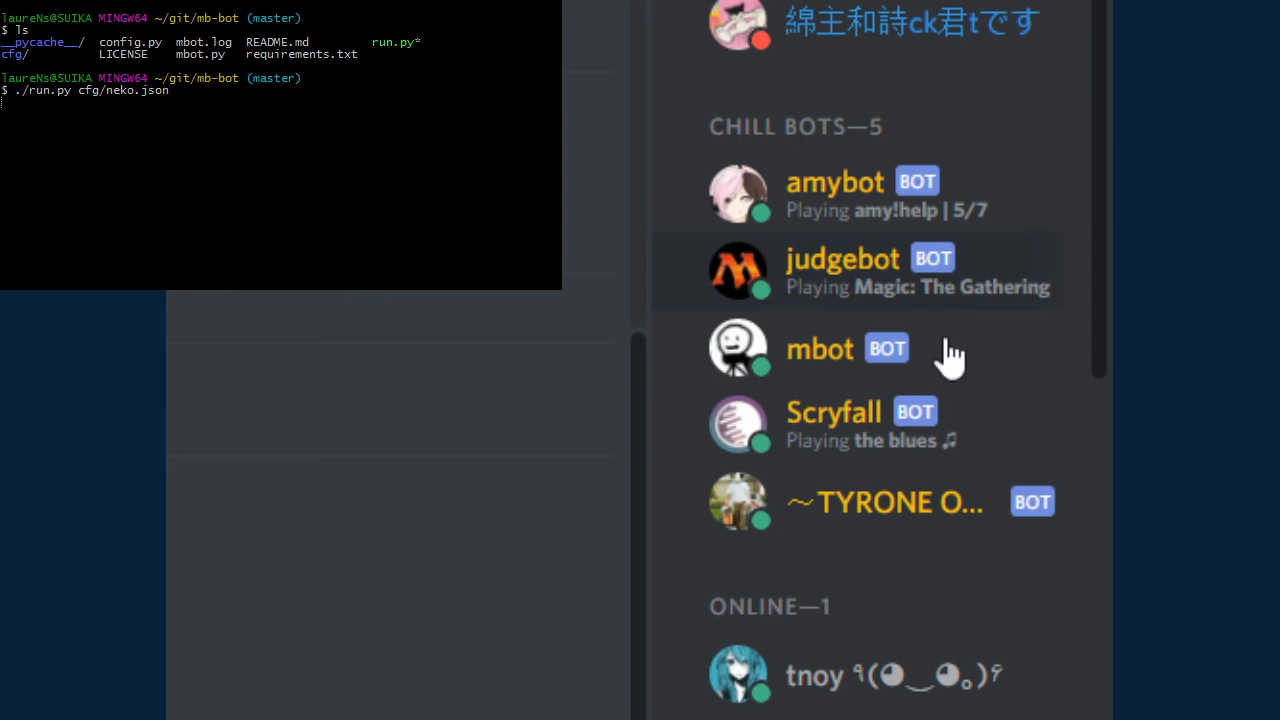 laureNs@SUIKA MINGW64 ~/git/mb-bot (master)
$ ls
__pycache__/  config.py  mbot.log  README.md         run.py*
cfg/          LICENSE    mbot.py   requirements.txt
laureNs@SUIKA MINGW64 ~/git/mb-bot (master)
$ ./run.py cfg/neko.json
綿主和詩ck君tです
CHILL BOTS—5
amybot BOT
Playing amy!help | 5/7
judgebot BOT
Playing Magic: The Gathering
mbot BOT
Scryfall BOT
Playing the blues ♫
～TYRONE O... BOT
ONLINE—1
tnoy ٩(◕‿◕｡)۶